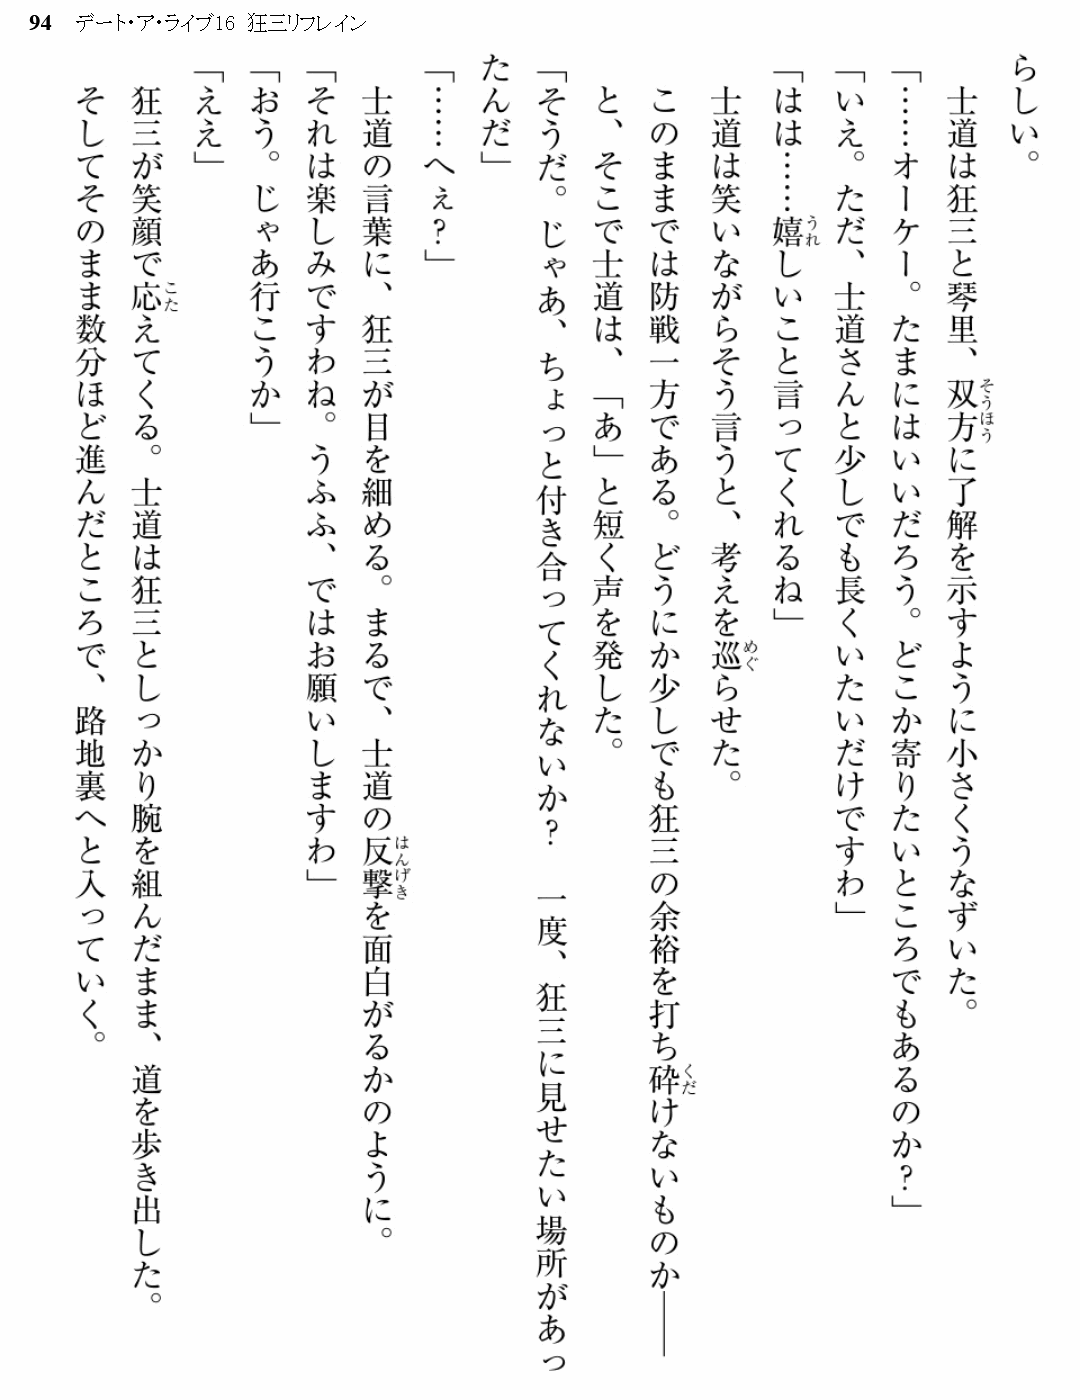 94 デート・ア・ライブ16 狂三リフレイン
らしい。
士道は狂三と琴里、双方に了解を示すように小さくうなずいた。
「……オーケー。たまにはいいだろう。どこか寄りたいところでもあるのか?」
「いえ。ただ、士道さんと少しでも長くいたいだけですわ」
「はは……嬉しいこと言ってくれるね」
士道は笑いながらそう言うと、考えを巡らせた。
このままでは防戦一方である。どうにか少しでも狂三の余裕を打ち砕けないものか――
と、そこで士道は、「あ」と短く声を発した。
「そうだ。じゃあ、ちょっと付き合ってくれないか? 一度、狂三に見せたい場所があっ
たんだ」
「……へぇ?」
士道の言葉に、狂三が目を細める。まるで、士道の反撃を面白がるかのように。
「それは楽しみですわね。うふふ、ではお願いしますわ」
「おう。じゃあ行こうか」
「ええ」
狂三が笑顔で応えてくる。士道は狂三としっかり腕を組んだまま、道を歩き出した。
そしてそのまま数分ほど進んだところで、路地裏へと入っていく。